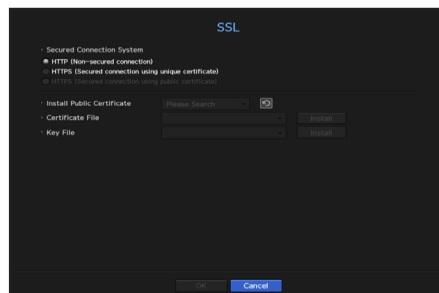 SSL
Secured Connection System
HTTP (Non-secured connection)
HTTPS (Secured connection using unique certificate)
HTTPS (Secured connection using public certificate)
Install Public Certificate Please Search
Certificate File Install
Key File Install
OK Cancel